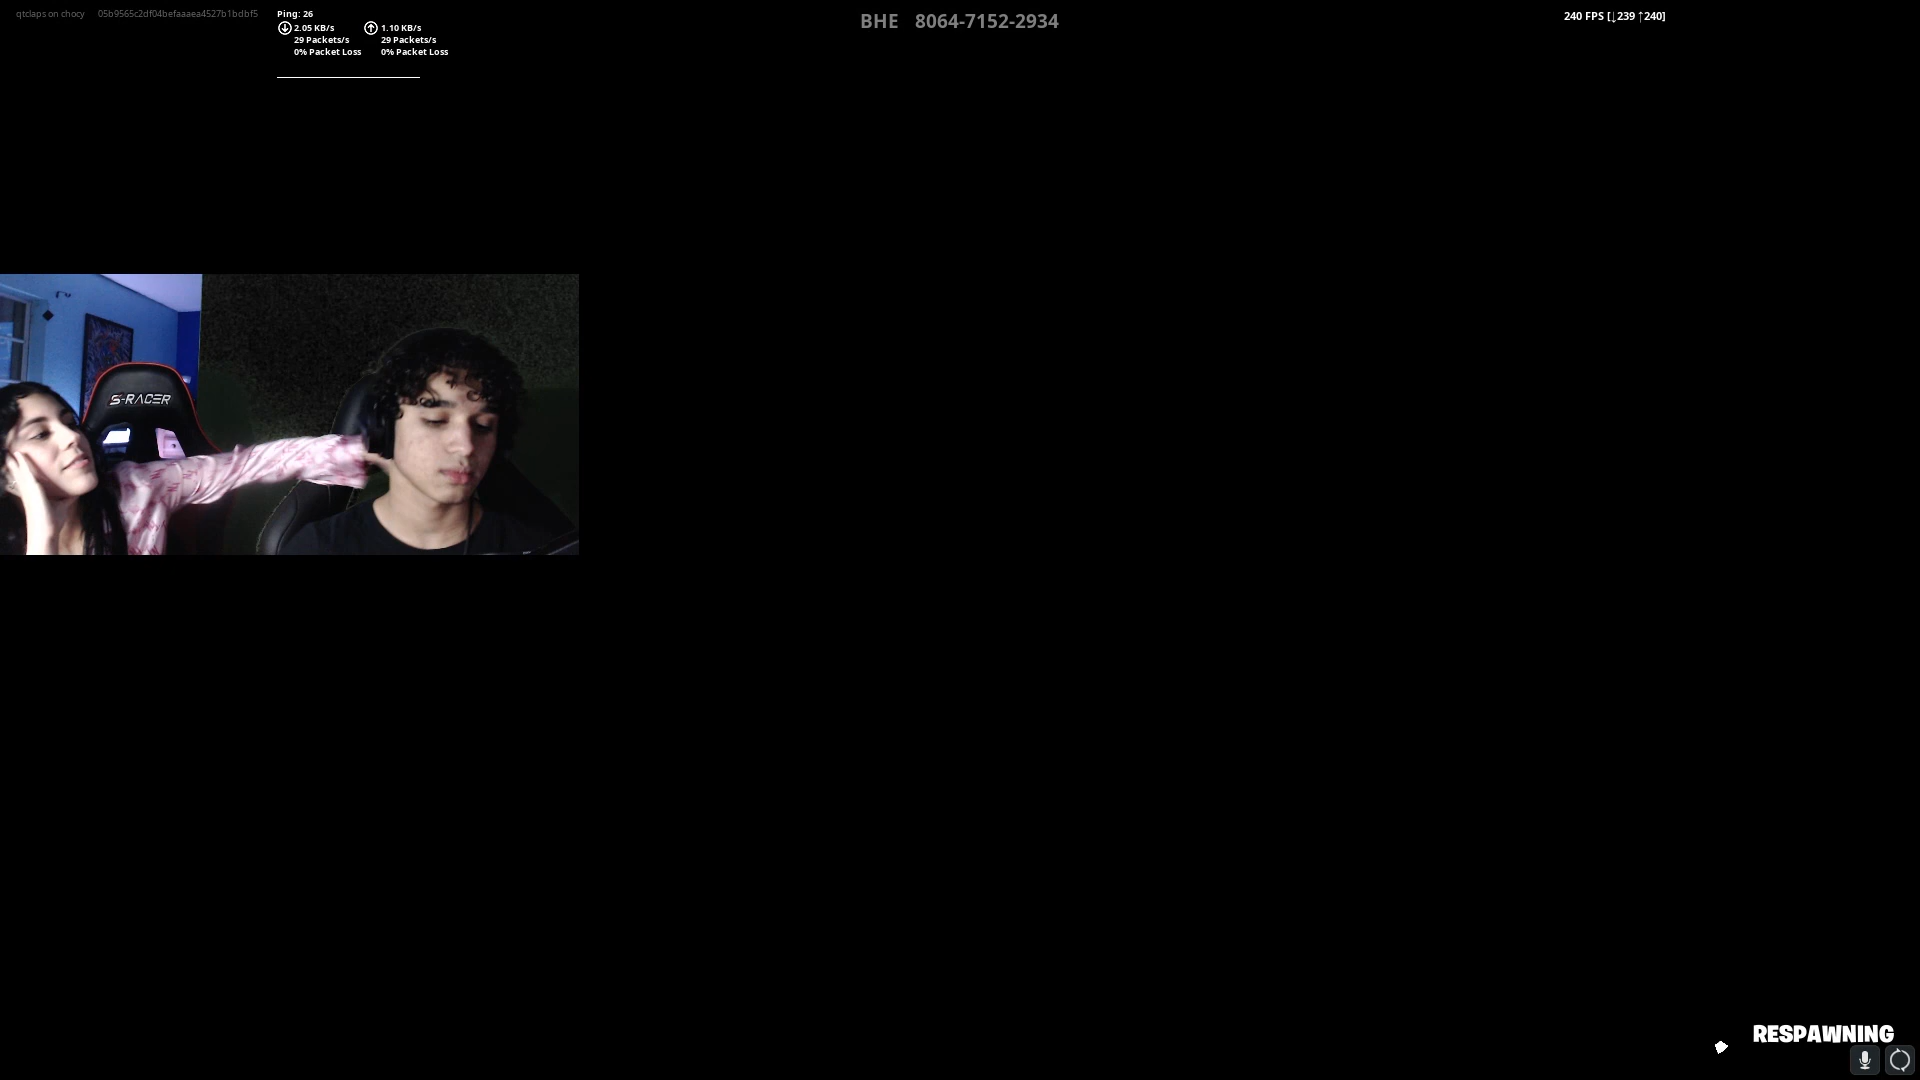 qtclaps on chocy 05b9565c2df04befaaaea4527b1bdbf5
Ping: 26
2.05 KB/s 1.10 KB/s
29 Packets/s 29 Packets/s
0% Packet Loss 0% Packet Loss
BHE 8064-7152-2934
240 FPS [↓239 ↑240]
S-RACER
RESPAWNING